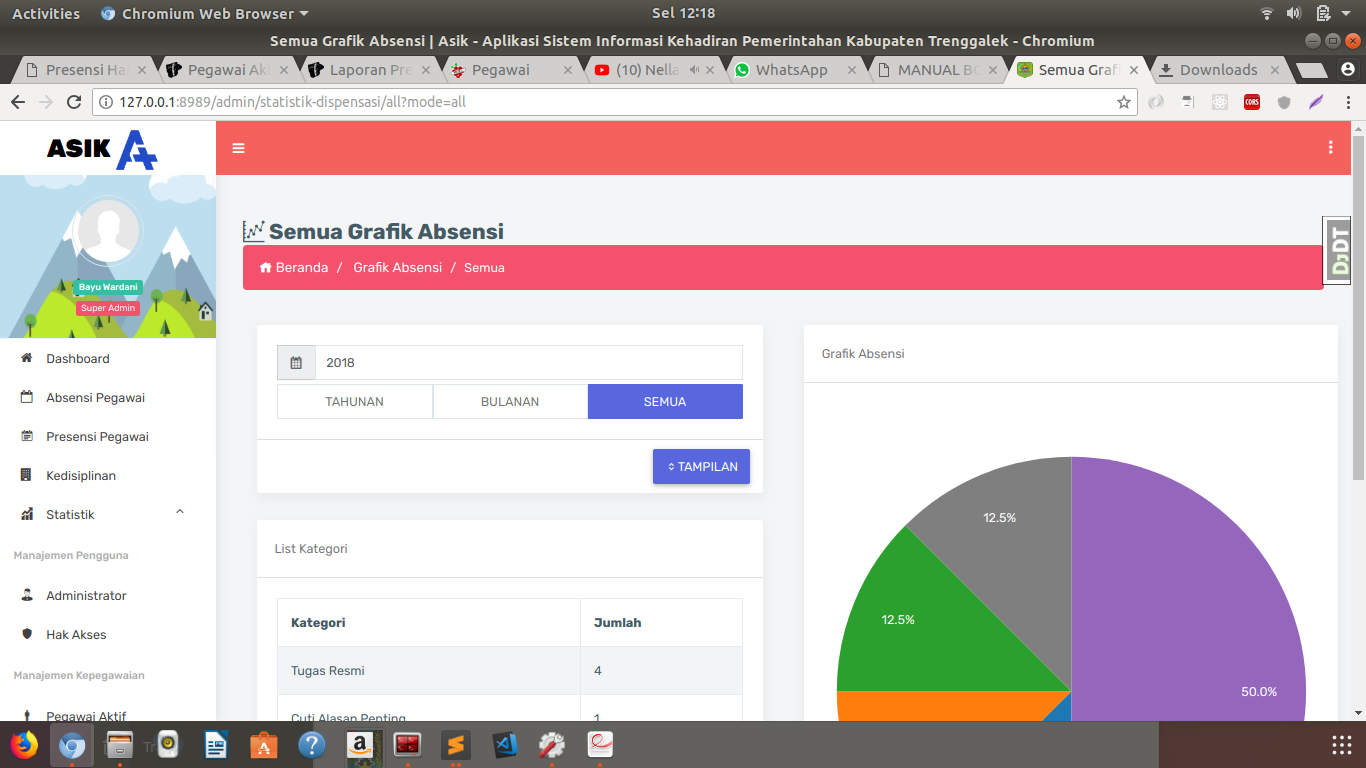 Activities
Chromium Web Browser
Sel 12:18
Semua Grafik Absensi | Asik - Aplikasi Sistem Informasi Kehadiran Pemerintahan Kabupaten Trenggalek - Chromium
Presensi Ha
Pegawai Ak
Laporan Pre
Pegawai
(10) Nella
WhatsApp
MANUAL BO
Semua Graf
Downloads
127.0.0.1:8989/admin/statistik-dispensasi/all?mode=all
CORS
ASIK
Bayu Wardani
Super Admin
Dashboard
Absensi Pegawai
Presensi Pegawai
Kedisiplinan
Statistik
Manajemen Pengguna
Administrator
Hak Akses
Manajemen Kepegawaian
Pegawai Aktif
Semua Grafik Absensi
Beranda / Grafik Absensi / Semua
DJDT
2018
TAHUNAN
BULANAN
SEMUA
TAMPILAN
List Kategori
Kategori Jumlah
Tugas Resmi 4
Cuti Alasan Penting 1
Grafik Absensi
12.5%
12.5%
50.0%